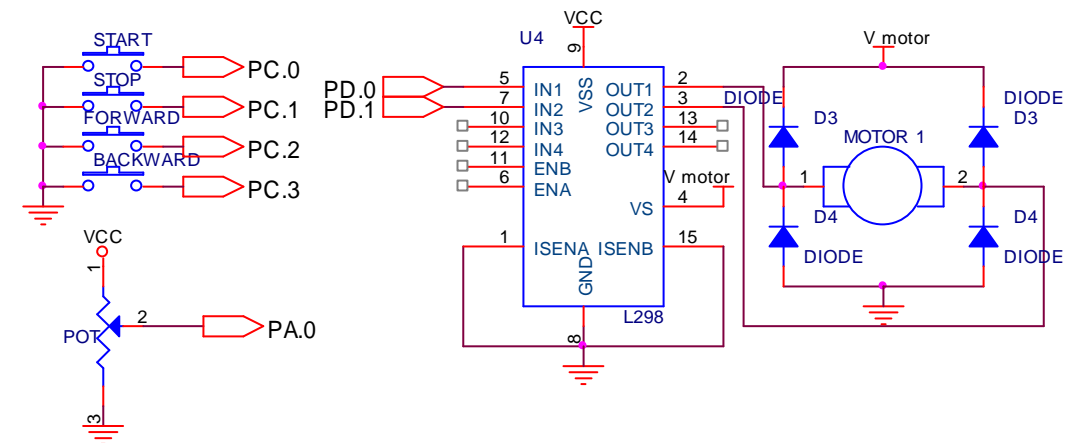 START
PC.0
STOP
PC.1
FORWARD
PC.2
BACKWARD
PC.3
VCC
1
POT
2
PA.0
3
U4
VCC
9
PD.0
PD.1
5
7
10
12
11
6
1
IN1
IN2
IN3
IN4
ENB
ENA
ISENA
VSS
OUT1
OUT2
OUT3
OUT4
VS
ISENB
GND
2
3
13
14
V motor
4
15
L298
8
V motor
DIODE
D3
DIODE
D3
MOTOR 1
1
2
D4
DIODE
D4
DIODE